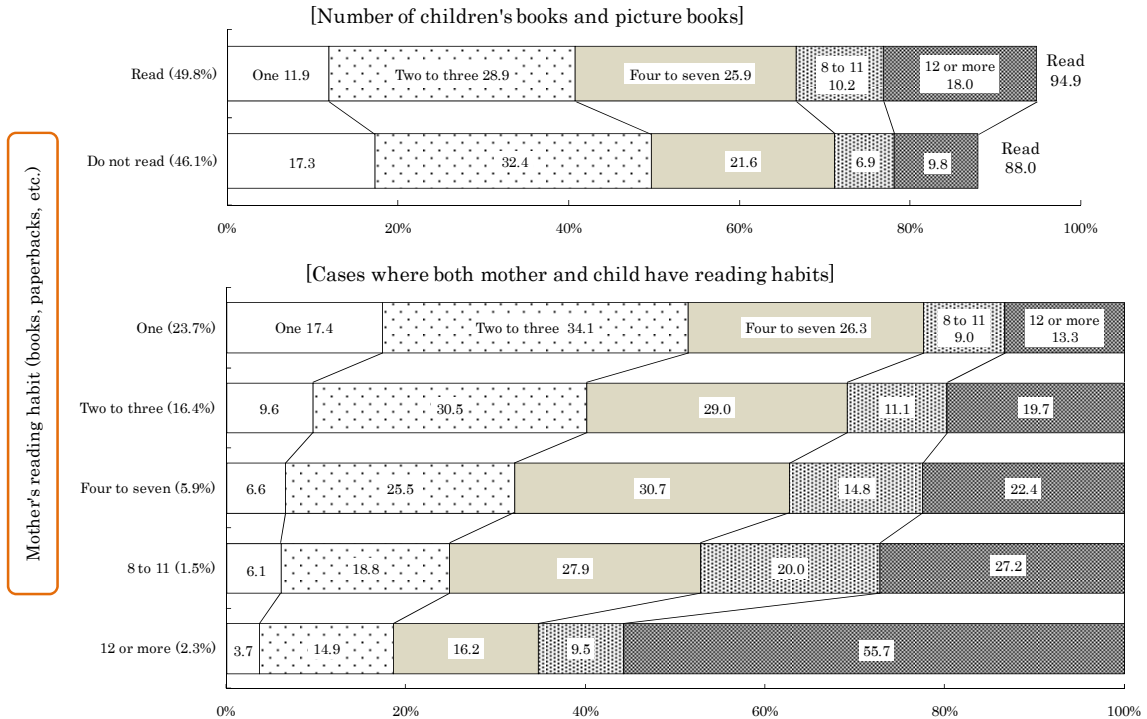 [Number of children's books and picture books]
Read (49.8%)
One 11.9
Two to three 28.9
Four to seven 25.9
8 to 11
10.2
12 or more
18.0
Read
94.9
Do not read (46.1%)
17.3
32.4
21.6
6.9
9.8
Read
88.0
0%
20%
40%
60%
80%
100%
Mother's reading habit (books, paperbacks, etc.)
[Cases where both mother and child have reading habits]
One (23.7%)
One 17.4
Two to three 34.1
Four to seven 26.3
8 to 11
9.0
12 or more
13.3
Two to three (16.4%)
9.6
30.5
29.0
11.1
19.7
Four to seven (5.9%)
6.6
25.5
30.7
14.8
22.4
8 to 11 (1.5%)
6.1
18.8
27.9
20.0
27.2
12 or more (2.3%)
3.7
14.9
16.2
9.5
55.7
0%
20%
40%
60%
80%
100%